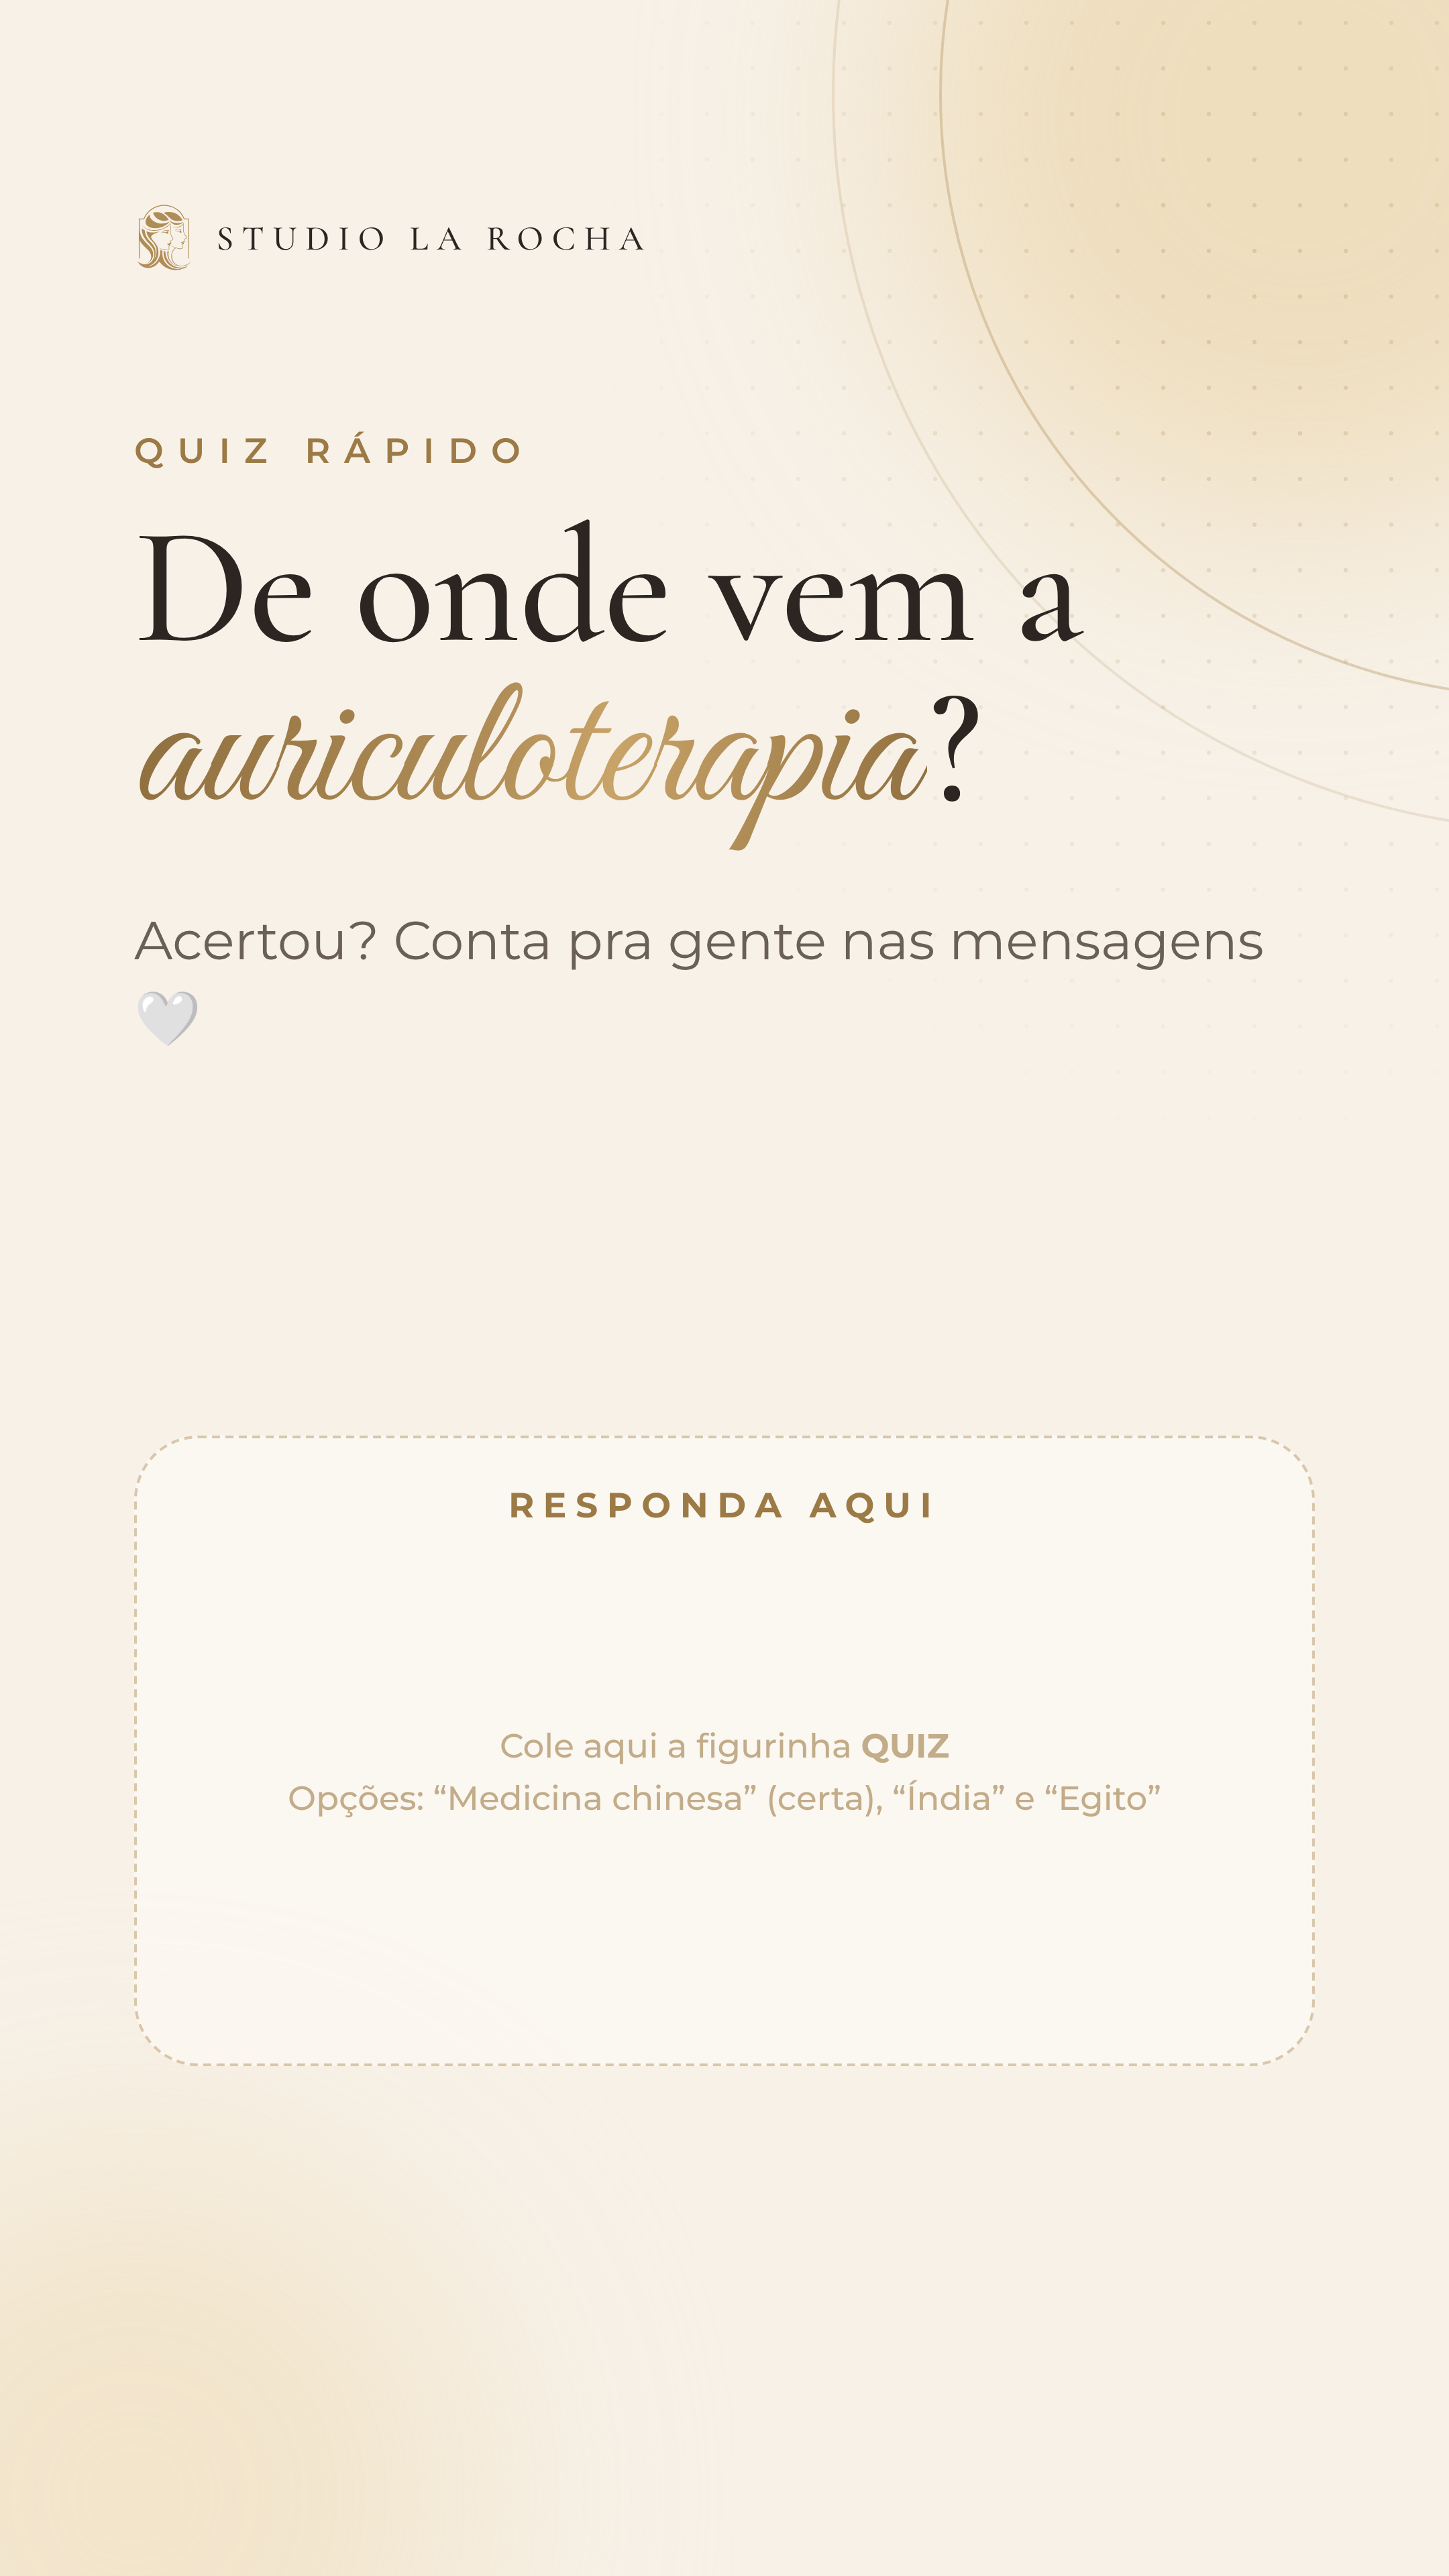 STUDIO LA ROCHA
QUIZ RÁPIDO
De onde vem a
auriculoterapia?
Acertou? Conta pra gente nas mensagens
🤍
RESPONDA AQUI
Cole aqui a figurinha QUIZ
Opções: “Medicina chinesa” (certa), “Índia” e “Egito”